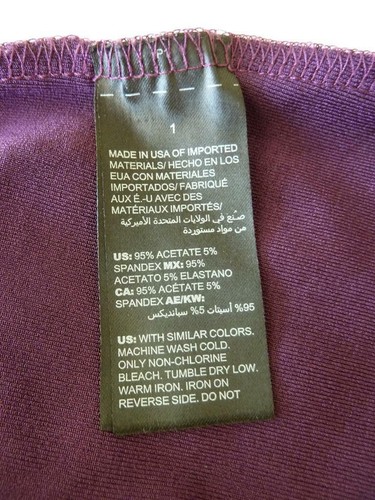 1
MADE IN USA OF IMPORTED
MATERIALS/ HECHO EN LOS
EUA CON MATERIALES
IMPORTADOS/ FABRIQUÉ
AUX É.-U AVEC DES
MATÉRIAUX IMPORTÉS/
صنع في الولايات المتحدة الأميركية
من مواد مستوردة
US: 95% ACETATE 5%
SPANDEX MX: 95%
ACETATO 5% ELASTANO
CA: 95% ACÉTATE 5%
SPANDEX AE/KW:
95% أسيتات 5% سبانديكس
US: WITH SIMILAR COLORS.
MACHINE WASH COLD.
ONLY NON-CHLORINE
BLEACH. TUMBLE DRY LOW.
WARM IRON. IRON ON
REVERSE SIDE. DO NOT